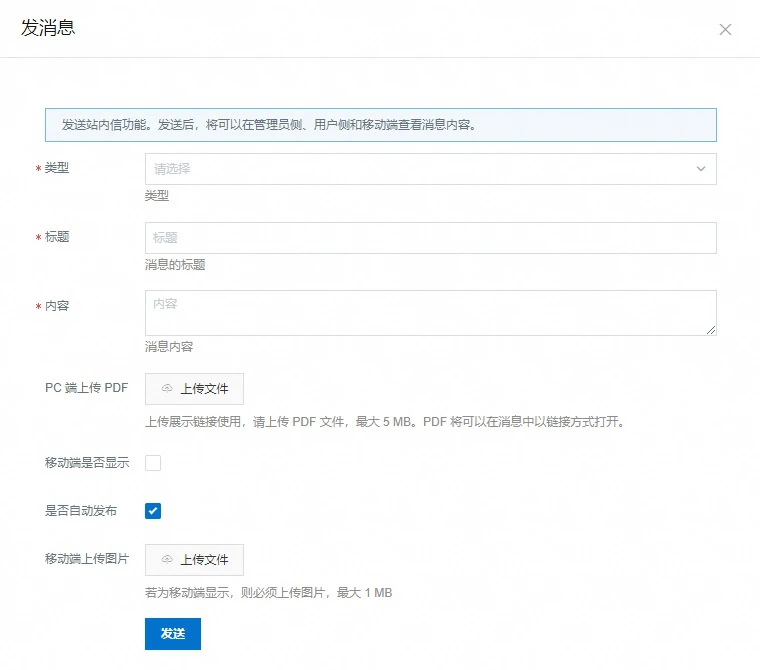 发消息
发送站内信功能。发送后，将可以在管理员侧、用户侧和移动端查看消息内容。
* 类型
请选择
类型
* 标题
标题
消息的标题
* 内容
内容
消息内容
PC 端上传 PDF
上传文件
上传展示链接使用，请上传 PDF 文件，最大 5 MB。PDF 将可以在消息中以链接方式打开。
移动端是否显示
是否自动发布
移动端上传图片
上传文件
若为移动端显示，则必须上传图片，最大 1 MB
发送